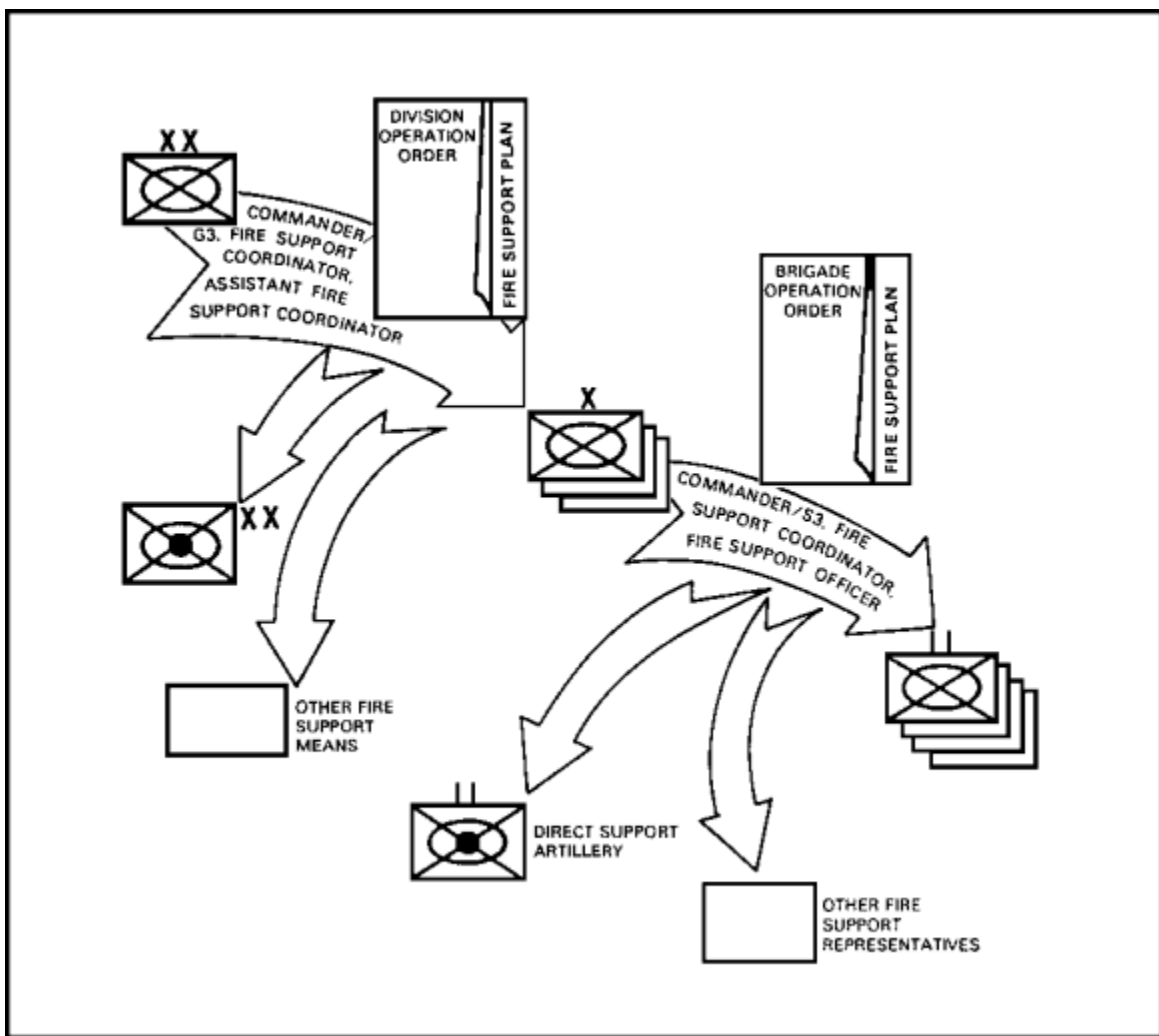 XX
DIVISION
OPERATION
ORDER
FIRE SUPPORT PLAN
COMMANDER/
G3, FIRE SUPPORT
COORDINATOR,
ASSISTANT FIRE
SUPPORT COORDINATOR
BRIGADE
OPERATION
ORDER
FIRE SUPPORT PLAN
X
COMMANDER/S3, FIRE
SUPPORT COORDINATOR,
FIRE SUPPORT OFFICER
XX
OTHER FIRE
SUPPORT
MEANS
DIRECT SUPPORT
ARTILLERY
OTHER FIRE
SUPPORT
REPRESENTATIVES